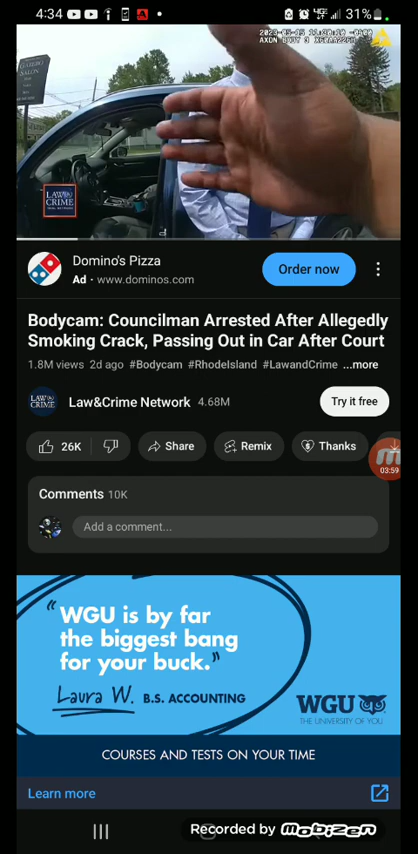 4:34
31%
GAZEBO
SALON
LAW&
CRIME
Domino's Pizza
Ad • www.dominos.com
Order now
Bodycam: Councilman Arrested After Allegedly
Smoking Crack, Passing Out in Car After Court
1.8M views 2d ago #Bodycam #RhodeIsland #LawandCrime ...more
LAW&
CRIME
Law&Crime Network 4.68M
Try it free
26K
Share
Remix
Thanks
03:59
Comments 10K
Add a comment...
"WGU is by far
the biggest bang
for your buck."
Laura W. B.S. ACCOUNTING
WGU
THE UNIVERSITY OF YOU
COURSES AND TESTS ON YOUR TIME
Learn more
Recorded by mobizen